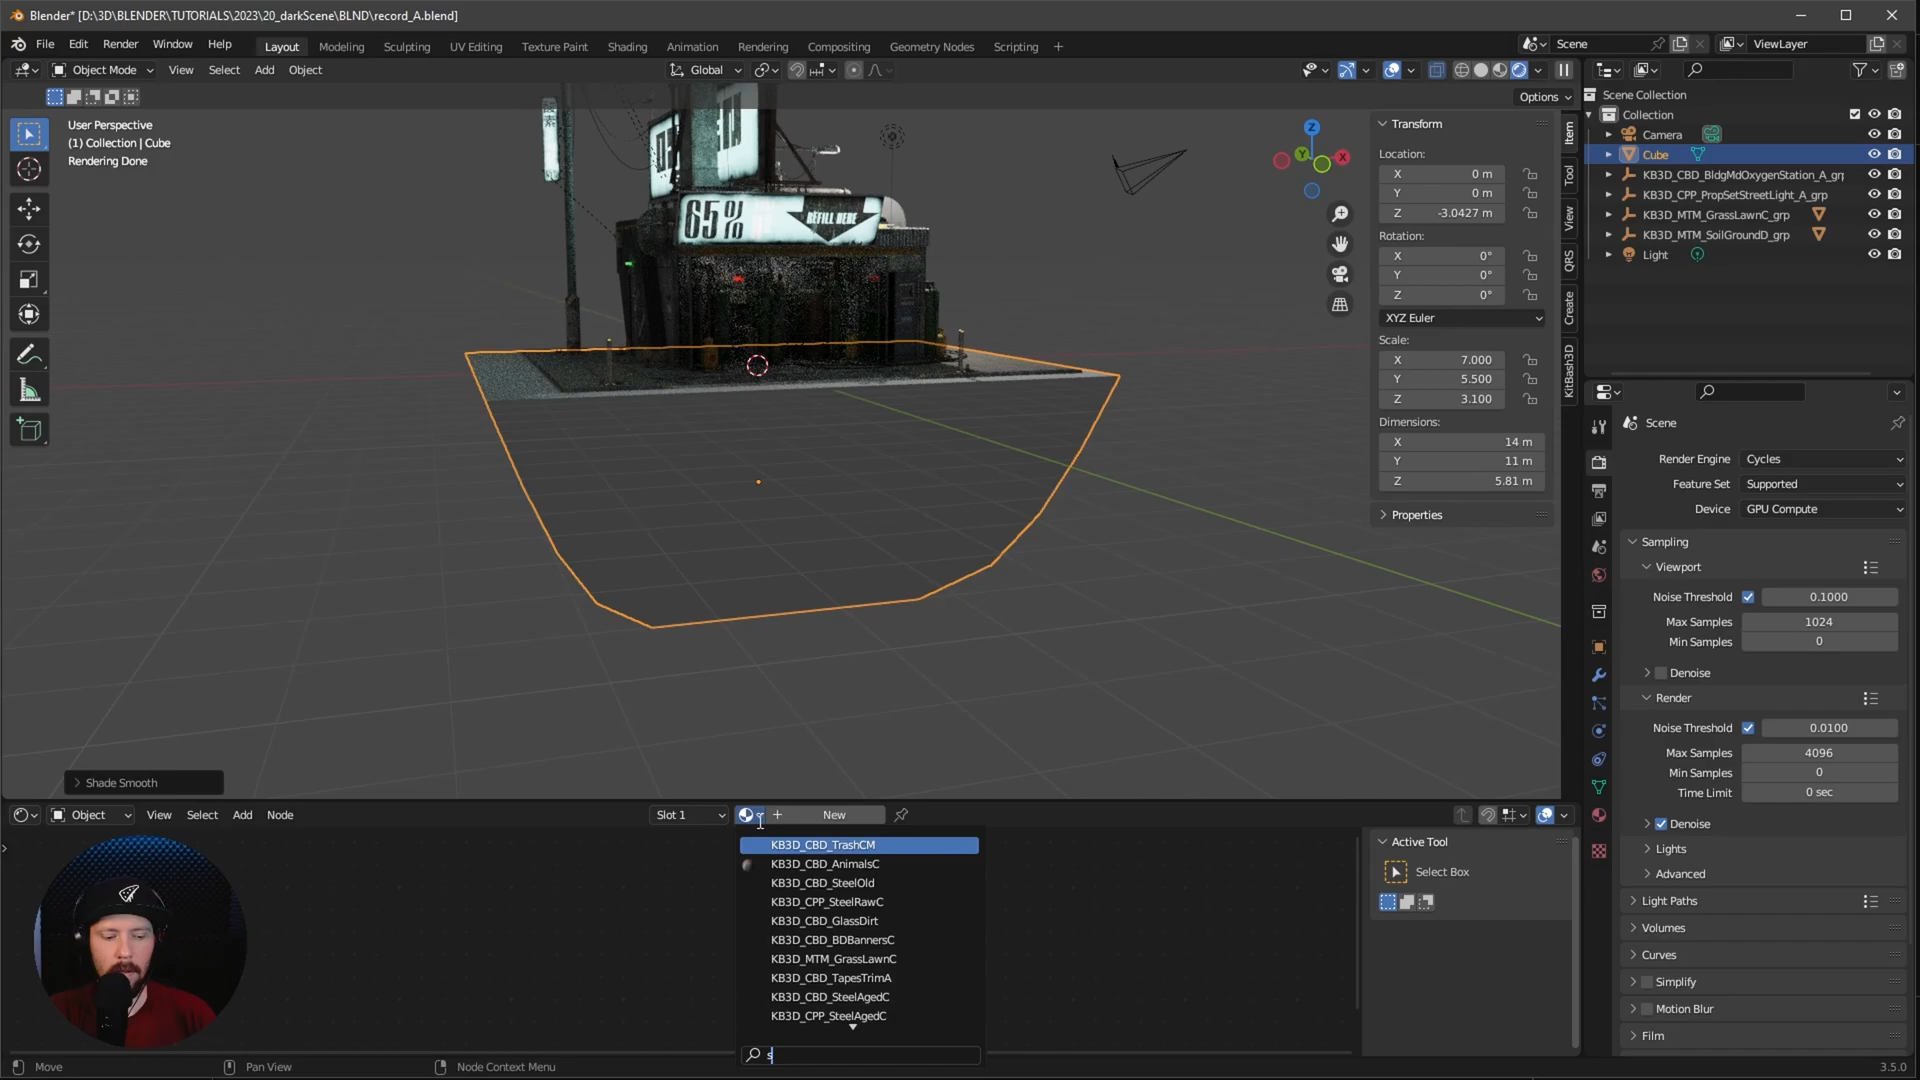 Blender* [D:\3D\BLENDER\TUTORIALS\2023\20_darkScene\BLND\record_A.blend]
File Edit Render Window Help
Layout Modeling Sculpting UV Editing Texture Paint Shading Animation Rendering Compositing Geometry Nodes Scripting +
Scene
ViewLayer
Object Mode View Select Add Object
Global
Options
User Perspective
(1) Collection | Cube
Rendering Done
65%
REFILL HERE
Z
Y
X
Transform
Location:
X 0 m
Y 0 m
Z -3.0427 m
Rotation:
X 0°
Y 0°
Z 0°
XYZ Euler
Scale:
X 7.000
Y 5.500
Z 3.100
Dimensions:
X 14 m
Y 11 m
Z 5.81 m
Properties
Item
Tool
View
QRS
Create
KitBash3D
Scene Collection
Collection
Camera
Cube
KB3D_CBD_BldgMdOxygenStation_A_grp
KB3D_CPP_PropSetStreetLight_A_grp
KB3D_MTM_GrassLawnC_grp
KB3D_MTM_SoilGroundD_grp
Light
Scene
Render Engine Cycles
Feature Set Supported
Device GPU Compute
Sampling
Viewport
Noise Threshold 0.1000
Max Samples 1024
Min Samples 0
Denoise
Render
Noise Threshold 0.0100
Max Samples 4096
Min Samples 0
Time Limit 0 sec
Denoise
Lights
Advanced
Light Paths
Volumes
Curves
Simplify
Motion Blur
Film
Shade Smooth
Object View Select Add Node
Slot 1
New
KB3D_CBD_TrashCM
KB3D_CBD_AnimalsC
KB3D_CBD_SteelOld
KB3D_CPP_SteelRawC
KB3D_CBD_GlassDirt
KB3D_CBD_BDBannersC
KB3D_MTM_GrassLawnC
KB3D_CBD_TapesTrimA
KB3D_CBD_SteelAgedC
KB3D_CPP_SteelAgedC
s
Active Tool
Select Box
Move
Pan View
Node Context Menu
3.5.0